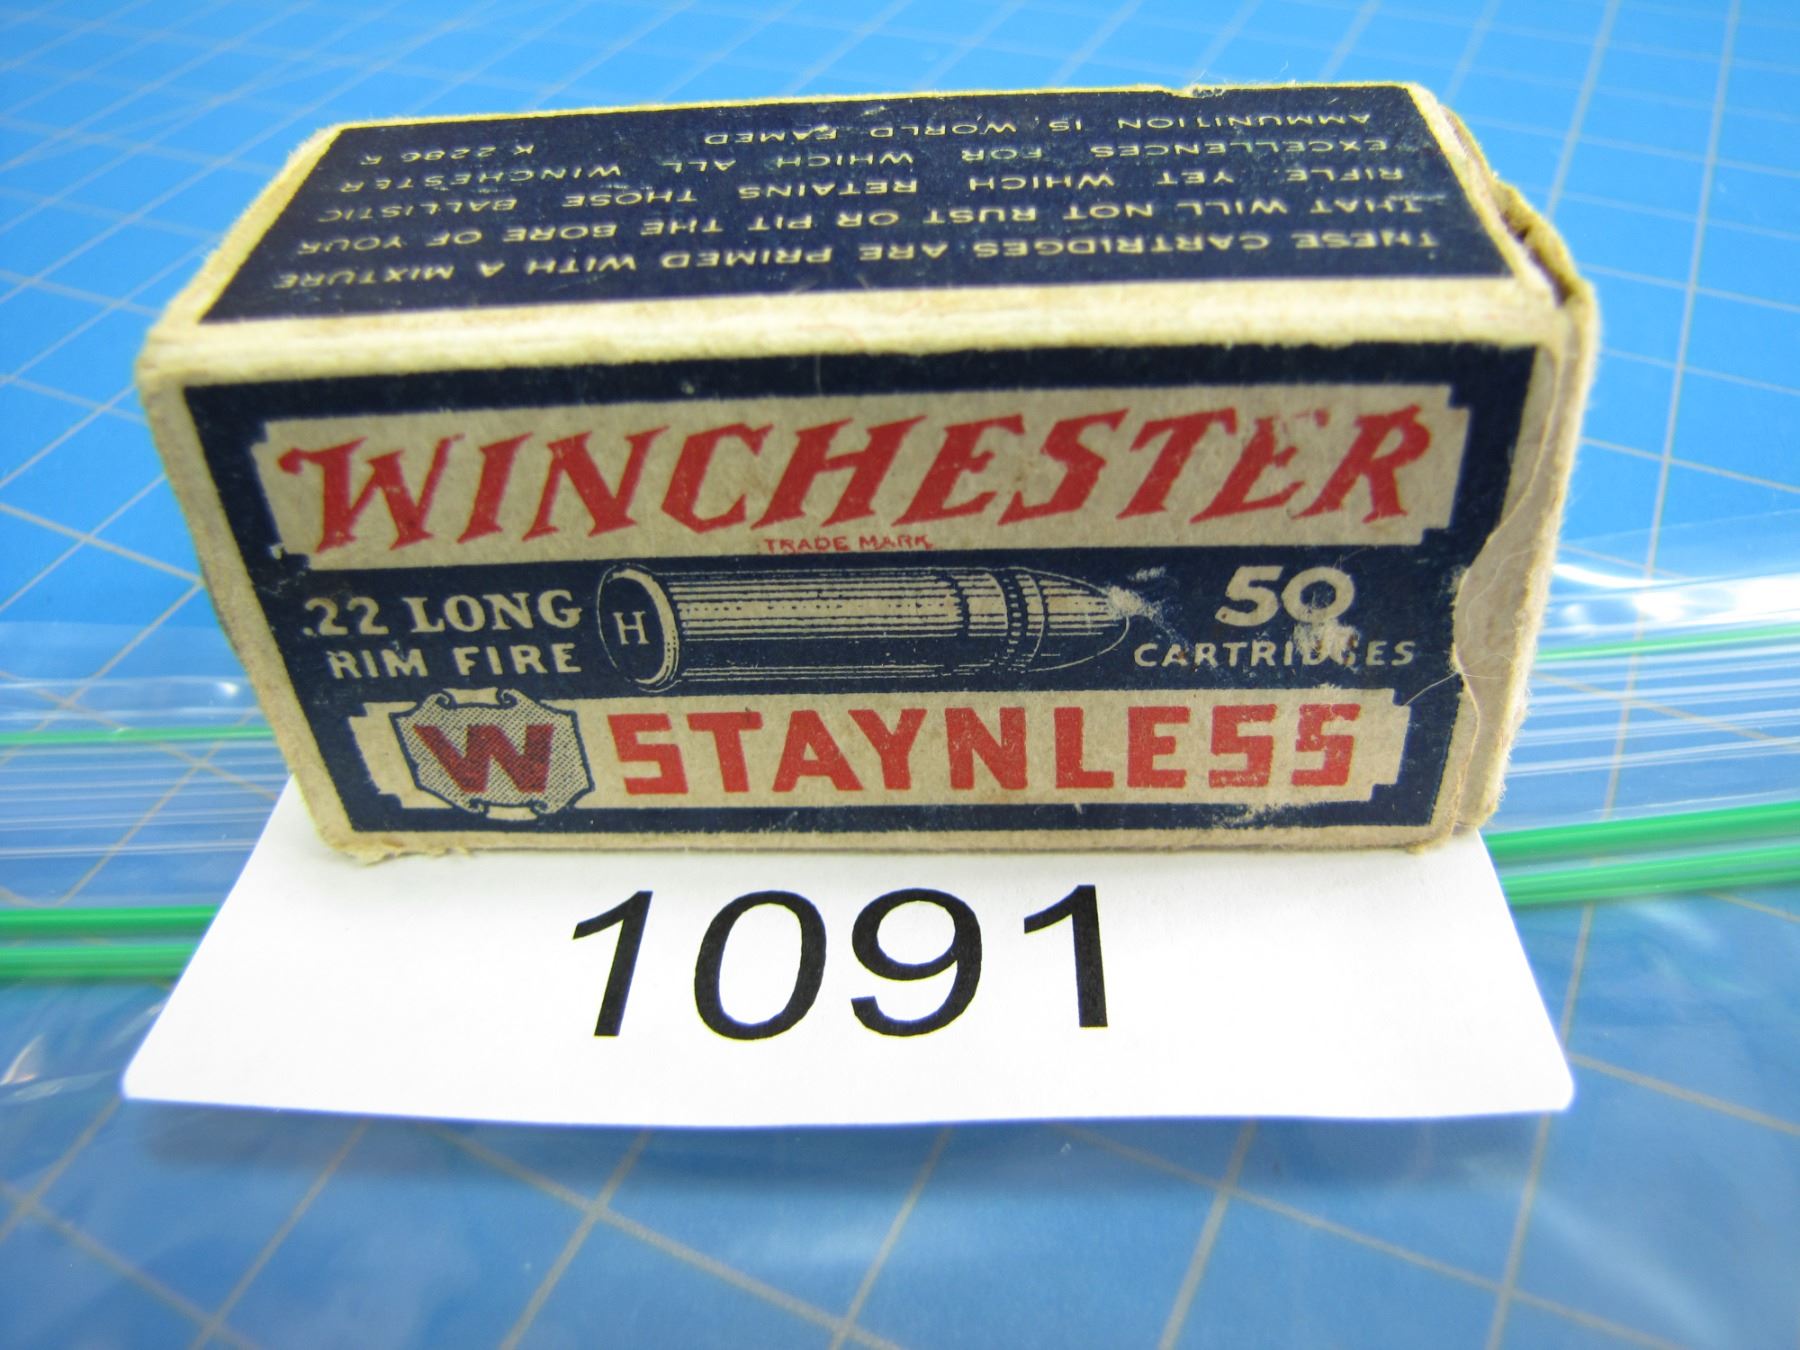 THESE CARTRIDGES ARE PRIMED WITH A MIXTURE
THAT WILL NOT RUST OR PIT THE BORE OF YOUR
RIFLE YET WHICH RETAINS THOSE BALLISTIC
EXCELLENCES FOR WHICH ALL WINCHESTER
AMMUNITION IS WORLD FAMED K 2286 R
WINCHESTER
TRADE MARK
.22 LONG
RIM FIRE
H
50
CARTRIDGES
W STAYNLESS
1091